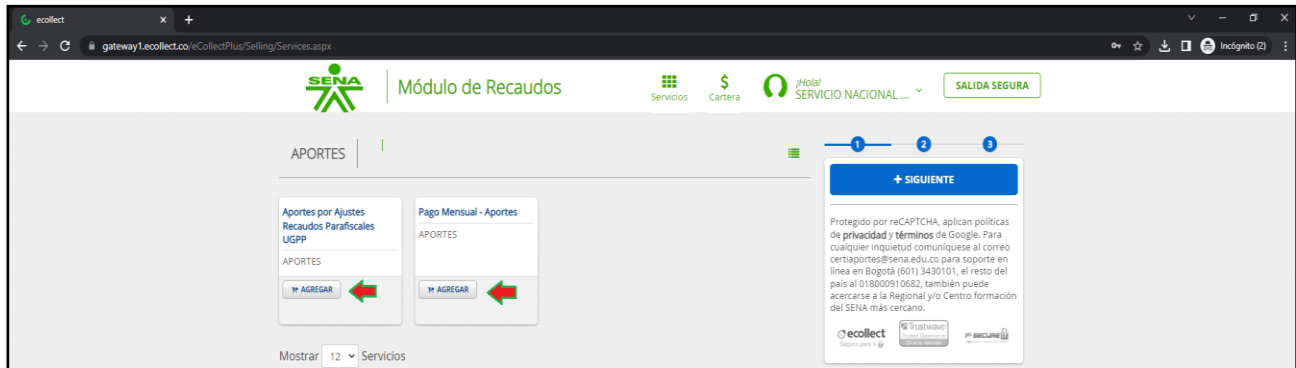 ecollect
gateway1.ecollect.co/eCollectPlus/Selling/Services.aspx
Incógnito (2)
SENA
Módulo de Recaudos
Servicios
Cartera
¡Hola!
SERVICIO NACIONAL ...
SALIDA SEGURA
APORTES
Aportes por Ajustes
Recaudos Parafiscales
UGPP
APORTES
AGREGAR
Pago Mensual - Aportes
APORTES
AGREGAR
Mostrar 12 Servicios
1 2 3
+ SIGUIENTE
Protegido por reCAPTCHA, aplican políticas
de privacidad y términos de Google. Para
cualquier inquietud comuníquese al correo
certiaportes@sena.edu.co para soporte en
línea en Bogotá (601) 3430101, el resto del
país al 018000910682, también puede
acercarse a la Regional y/o Centro formación
del SENA más cercano.
ecollect
Trustwave
SECURE